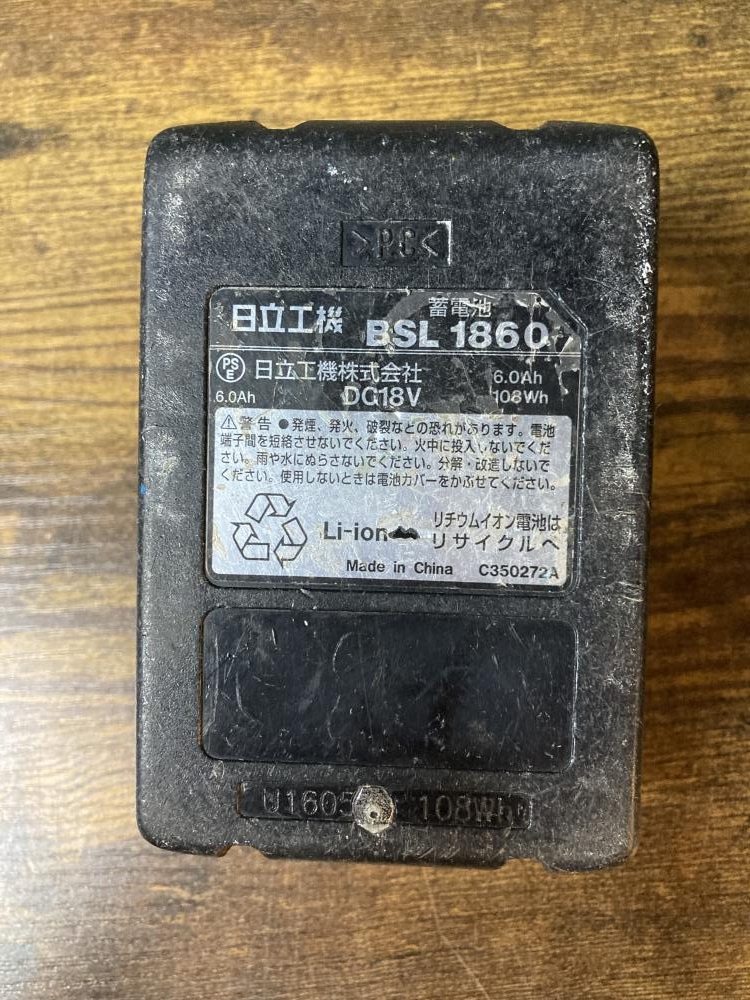 >PC<
蓄電池
日立工機 BSL 1860
PSE 日立工機株式会社 6.0Ah
6.0Ah DC18V 108Wh
⚠警告 ●発煙、発火、破裂などの恐れがあります。電池
端子間を短絡させないでください。火中に投入しないでくだ
さい。雨や水にぬらさないでください。分解・改造しないで
ください。使用しないときは電池カバーをかぶせてください。
リチウムイオン電池は
Li-ion リサイクルへ
Made in China C350272A
U1605 108Wh